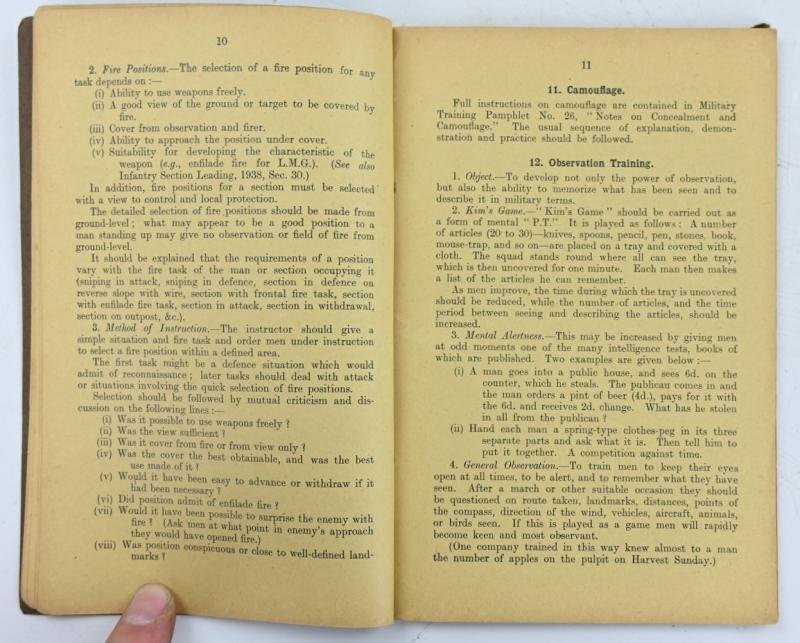 10
2. Fire Positions.—The selection of a fire position for any
task depends on :—
(i) Ability to use weapons freely.
(ii) A good view of the ground or target to be covered by
fire.
(iii) Cover from observation and firer.
(iv) Ability to approach the position under cover.
(v) Suitability for developing the characteristic of the
weapon (e.g., enfilade fire for L.M.G.). (See also
Infantry Section Leading, 1938, Sec. 30.)
In addition, fire positions for a section must be selected
with a view to control and local protection.
The detailed selection of fire positions should be made from
ground-level ; what may appear to be a good position to a
man standing up may give no observation or field of fire from
ground-level.
It should be explained that the requirements of a position
vary with the fire task of the man or section occupying it
(sniping in attack, sniping in defence, section in defence on
reverse slope with wire, section with frontal fire task, section
with enfilade fire task, section in attack, section in withdrawal,
section on outpost, &c.).
3. Method of Instruction.—The instructor should give a
simple situation and fire task and order men under instruction
to select a fire position within a defined area.
The first task might be a defence situation which would
admit of reconnaissance ; later tasks should deal with attack
or situations involving the quick selection of fire positions.
Selection should be followed by mutual criticism and dis-
cussion on the following lines :—
(i) Was it possible to use weapons freely ?
(ii) Was the view sufficient ?
(iii) Was it cover from fire or from view only ?
(iv) Was the cover the best obtainable, and was the best
use made of it ?
(v) Would it have been easy to advance or withdraw if it
had been necessary ?
(vi) Did position admit of enfilade fire ?
(vii) Would it have been possible to surprise the enemy with
fire ? (Ask men at what point in enemy's approach
they would have opened fire.)
(viii) Was position conspicuous or close to well-defined land-
marks ?
11
11. Camouflage.
Full instructions on camouflage are contained in Military
Training Pamphlet No. 26, " Notes on Concealment and
Camouflage." The usual sequence of explanation, demon-
stration and practice should be followed.
12. Observation Training.
1. Object.—To develop not only the power of observation,
but also the ability to memorize what has been seen and to
describe it in military terms.
2. Kim's Game.—" Kim's Game " should be carried out as
a form of mental " P.T." It is played as follows : A number
of articles (20 to 30)—knives, spoons, pencil, pen, stones, book,
mouse-trap, and so on—are placed on a tray and covered with a
cloth. The squad stands round where all can see the tray,
which is then uncovered for one minute. Each man then makes
a list of the articles he can remember.
As men improve, the time during which the tray is uncovered
should be reduced, while the number of articles, and the time
period between seeing and describing the articles, should be
increased.
3. Mental Alertness.—This may be increased by giving men
at odd moments one of the many intelligence tests, books of
which are published. Two examples are given below :—
(i) A man goes into a public house, and sees 6d. on the
counter, which he steals. The publican comes in and
the man orders a pint of beer (4d.), pays for it with
the 6d. and receives 2d. change. What has he stolen
in all from the publican ?
(ii) Hand each man a spring-type clothes-peg in its three
separate parts and ask what it is. Then tell him to
put it together. A competition against time.
4. General Observation.—To train men to keep their eyes
open at all times, to be alert, and to remember what they have
seen. After a march or other suitable occasion they should
be questioned on route taken, landmarks, distances, points of
the compass, direction of the wind, vehicles, aircraft, animals,
or birds seen. If this is played as a game men will rapidly
become keen and most observant.
(One company trained in this way knew almost to a man
the number of apples on the pulpit on Harvest Sunday.)